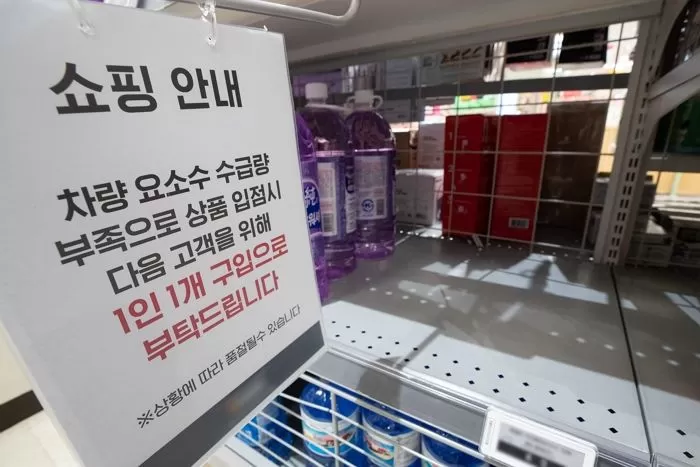 쇼핑 안내
차량 요소수 수급량
부족으로 상품 입점시
다음 고객을 위해
1인 1개 구입으로
부탁드립니다
※상황에 따라 품절될수 있습니다